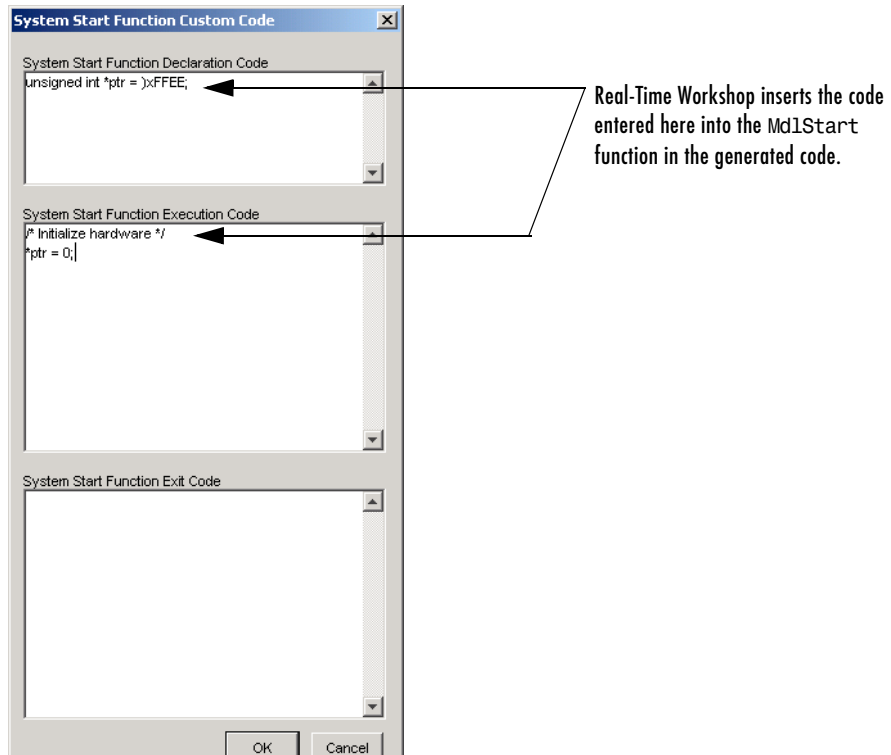 System Start Function Custom Code
System Start Function Declaration Code
unsigned int *ptr = )xFFEE;
Real-Time Workshop inserts the code
entered here into the MdlStart
function in the generated code.
System Start Function Execution Code
/* Initialize hardware */
*ptr = 0;
System Start Function Exit Code
OK Cancel